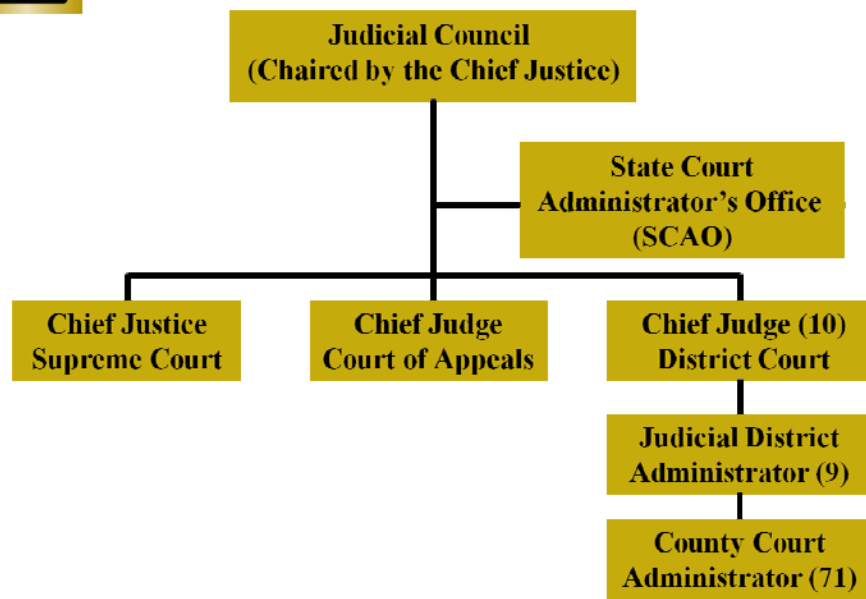 Judicial Council
(Chaired by the Chief Justice)
State Court
Administrator’s Office
(SCAO)
Chief Justice
Supreme Court
Chief Judge
Court of Appeals
Chief Judge (10)
District Court
Judicial District
Administrator (9)
County Court
Administrator (71)